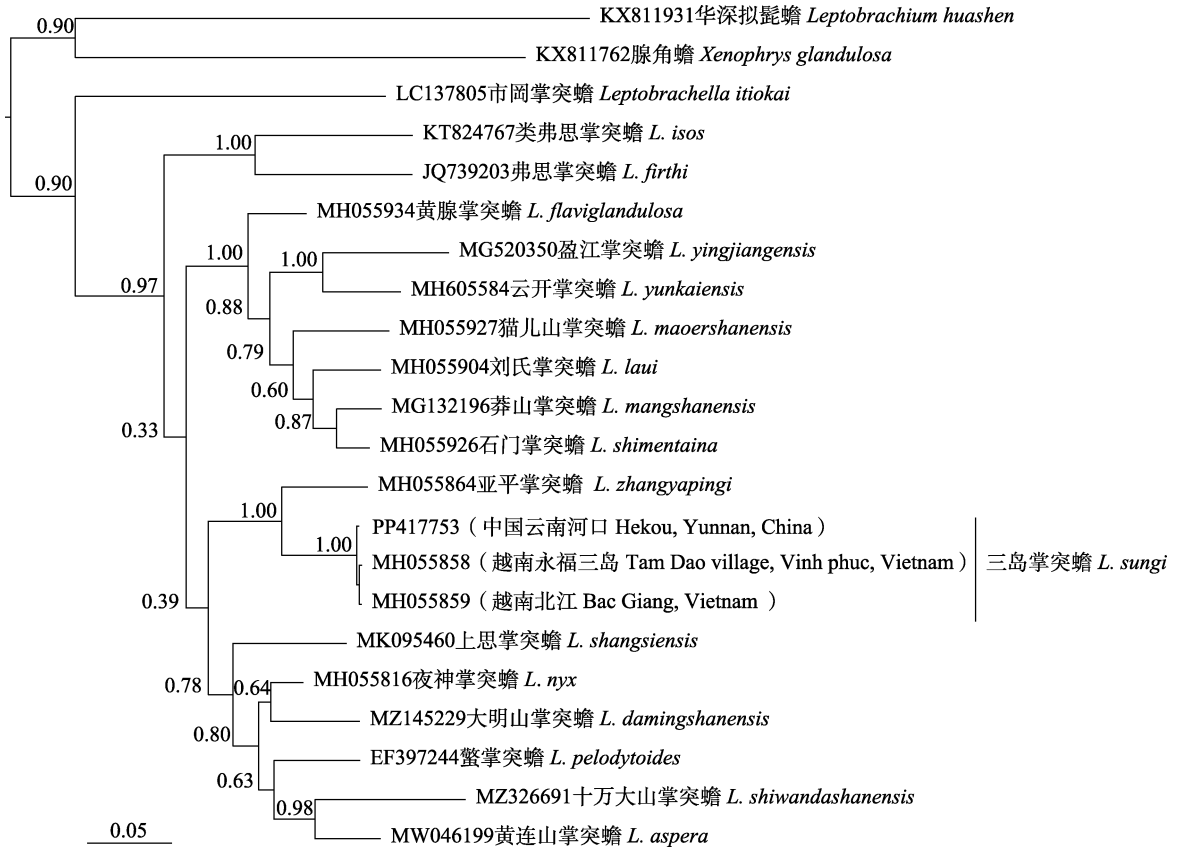 KX811931华深拟髭蟾 Leptobrachium huashen
0.90
KX811762腺角蟾 Xenophrys glandulosa
LC137805市岡掌突蟾 Leptobrachella itiokai
KT824767类弗思掌突蟾 L. isos
1.00
JQ739203弗思掌突蟾 L. firthi
0.90
MH055934黄腺掌突蟾 L. flaviglandulosa
1.00
MG520350盈江掌突蟾 L. yingjiangensis
1.00
MH605584云开掌突蟾 L. yunkaiensis
0.97
0.88
MH055927猫儿山掌突蟾 L. maoershanensis
0.79
MH055904刘氏掌突蟾 L. laui
0.60
MG132196莽山掌突蟾 L. mangshanensis
0.87
0.33
MH055926石门掌突蟾 L. shimentaina
MH055864亚平掌突蟾 L. zhangyapingi
1.00
PP417753（中国云南河口 Hekou, Yunnan, China）
1.00
MH055858（越南永福三岛 Tam Dao village, Vinh phuc, Vietnam）
三岛掌突蟾 L. sungi
MH055859（越南北江 Bac Giang, Vietnam ）
0.39
MK095460上思掌突蟾 L. shangsiensis
MH055816夜神掌突蟾 L. nyx
0.78
0.64
MZ145229大明山掌突蟾 L. damingshanensis
0.80
EF397244蟼掌突蟾 L. pelodytoides
0.63
MZ326691十万大山掌突蟾 L. shiwandashanensis
0.98
MW046199黄连山掌突蟾 L. aspera
0.05